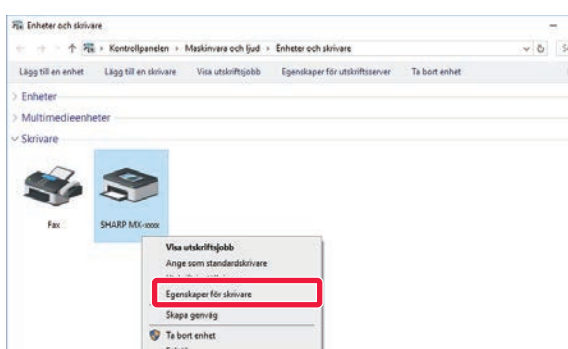 Enheter och skrivare
Kontrollpanelen › Maskinvara och ljud › Enheter och skrivare
Lägg till en enhet Lägg till en skrivare Visa utskriftsjobb Egenskaper för utskriftsserver Ta bort enhet
Enheter
Multimedieenheter
Skrivare
Fax SHARP MX-xxxx
Visa utskriftsjobb
Ange som standardskrivare
Egenskaper för skrivare
Skapa genväg
Ta bort enhet